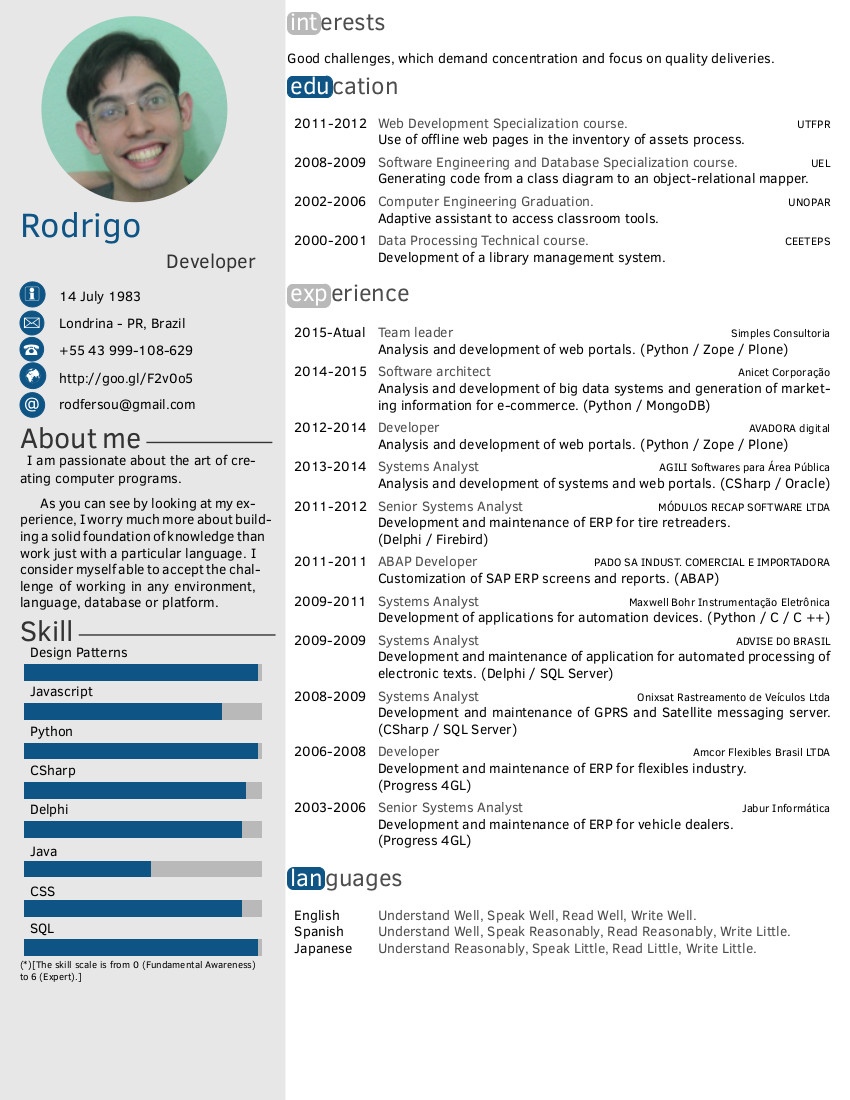 Rodrigo
Developer
14 July 1983
Londrina - PR, Brazil
+55 43 999-108-629
http://goo.gl/F2v0o5
@ rodfersou@gmail.com
About me
I am passionate about the art of cre-
ating computer programs.
As you can see by looking at my ex-
perience, I worry much more about build-
ing a solid foundation of knowledge than
work just with a particular language. I
consider myself able to accept the chal-
lenge of working in any environment,
language, database or platform.
Skill
Design Patterns
Javascript
Python
CSharp
Delphi
Java
CSS
SQL
(*)[The skill scale is from 0 (Fundamental Awareness)
to 6 (Expert).]
interests
Good challenges, which demand concentration and focus on quality deliveries.
education
2011-2012 Web Development Specialization course. UTFPR
Use of offline web pages in the inventory of assets process.
2008-2009 Software Engineering and Database Specialization course. UEL
Generating code from a class diagram to an object-relational mapper.
2002-2006 Computer Engineering Graduation. UNOPAR
Adaptive assistant to access classroom tools.
2000-2001 Data Processing Technical course. CEETEPS
Development of a library management system.
experience
2015-Atual Team leader Simples Consultoria
Analysis and development of web portals. (Python / Zope / Plone)
2014-2015 Software architect Anicet Corporação
Analysis and development of big data systems and generation of market-
ing information for e-commerce. (Python / MongoDB)
2012-2014 Developer AVADORA digital
Analysis and development of web portals. (Python / Zope / Plone)
2013-2014 Systems Analyst AGILI Softwares para Área Pública
Analysis and development of systems and web portals. (CSharp / Oracle)
2011-2012 Senior Systems Analyst MÓDULOS RECAP SOFTWARE LTDA
Development and maintenance of ERP for tire retreaders.
(Delphi / Firebird)
2011-2011 ABAP Developer PADO SA INDUST. COMERCIAL E IMPORTADORA
Customization of SAP ERP screens and reports. (ABAP)
2009-2011 Systems Analyst Maxwell Bohr Instrumentação Eletrônica
Development of applications for automation devices. (Python / C / C ++)
2009-2009 Systems Analyst ADVISE DO BRASIL
Development and maintenance of application for automated processing of
electronic texts. (Delphi / SQL Server)
2008-2009 Systems Analyst Onixsat Rastreamento de Veículos Ltda
Development and maintenance of GPRS and Satellite messaging server.
(CSharp / SQL Server)
2006-2008 Developer Amcor Flexibles Brasil LTDA
Development and maintenance of ERP for flexibles industry.
(Progress 4GL)
2003-2006 Senior Systems Analyst Jabur Informática
Development and maintenance of ERP for vehicle dealers.
(Progress 4GL)
languages
English Understand Well, Speak Well, Read Well, Write Well.
Spanish Understand Well, Speak Reasonably, Read Reasonably, Write Little.
Japanese Understand Reasonably, Speak Little, Read Little, Write Little.